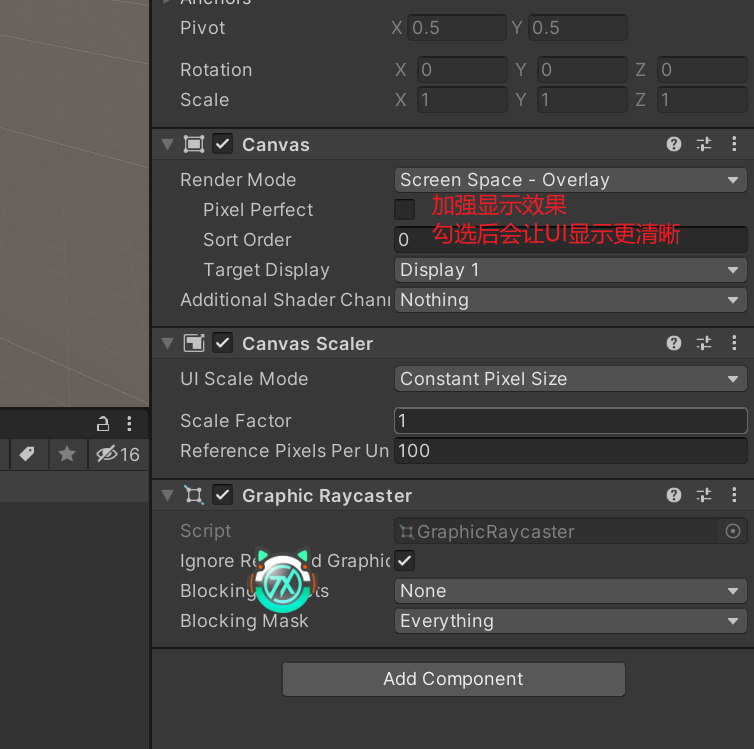 Anchors
Pivot X 0.5 Y 0.5
Rotation X 0 Y 0 Z 0
Scale X 1 Y 1 Z 1
Canvas
Render Mode Screen Space - Overlay
Pixel Perfect 加强显示效果
Sort Order 0 勾选后会让UI显示更清晰
Target Display Display 1
Additional Shader Chann Nothing
Canvas Scaler
UI Scale Mode Constant Pixel Size
Scale Factor 1
Reference Pixels Per Un 100
16
Graphic Raycaster
Script GraphicRaycaster
Ignore d Graphic
Blocking None
Blocking Mask Everything
Add Component